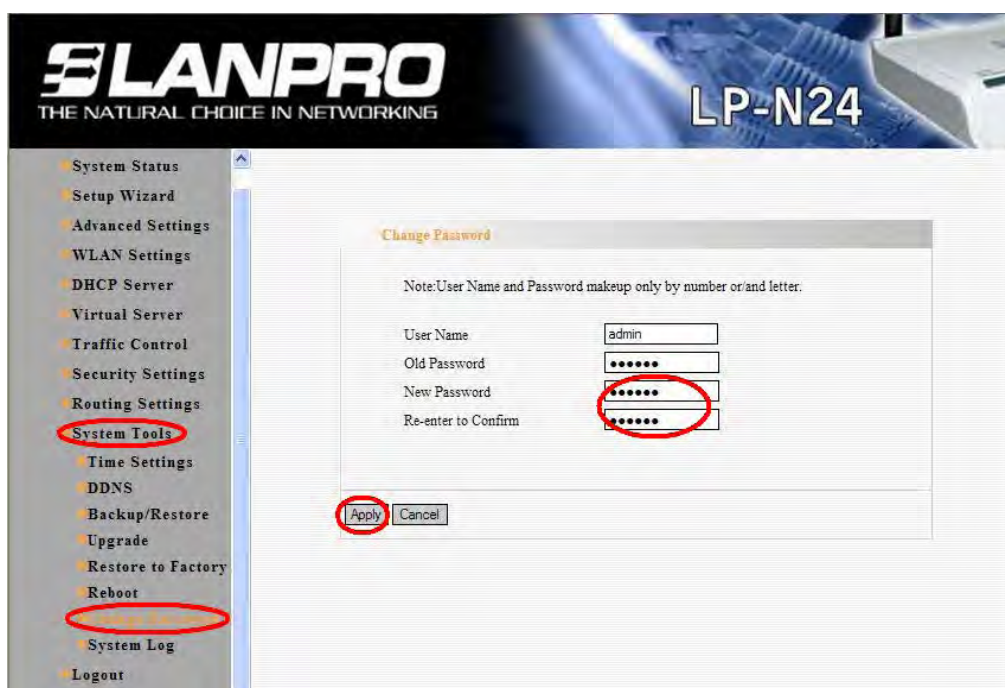 LANPRO
THE NATURAL CHOICE IN NETWORKING
LP-N24
System Status
Setup Wizard
Advanced Settings
WLAN Settings
DHCP Server
Virtual Server
Traffic Control
Security Settings
Routing Settings
System Tools
Time Settings
DDNS
Backup/Restore
Upgrade
Restore to Factory
Reboot
System Log
Logout
Change Password
Note:User Name and Password makeup only by number or/and letter.
User Name admin
Old Password ●●●●●●
New Password ●●●●●●
Re-enter to Confirm ●●●●●●
Apply Cancel